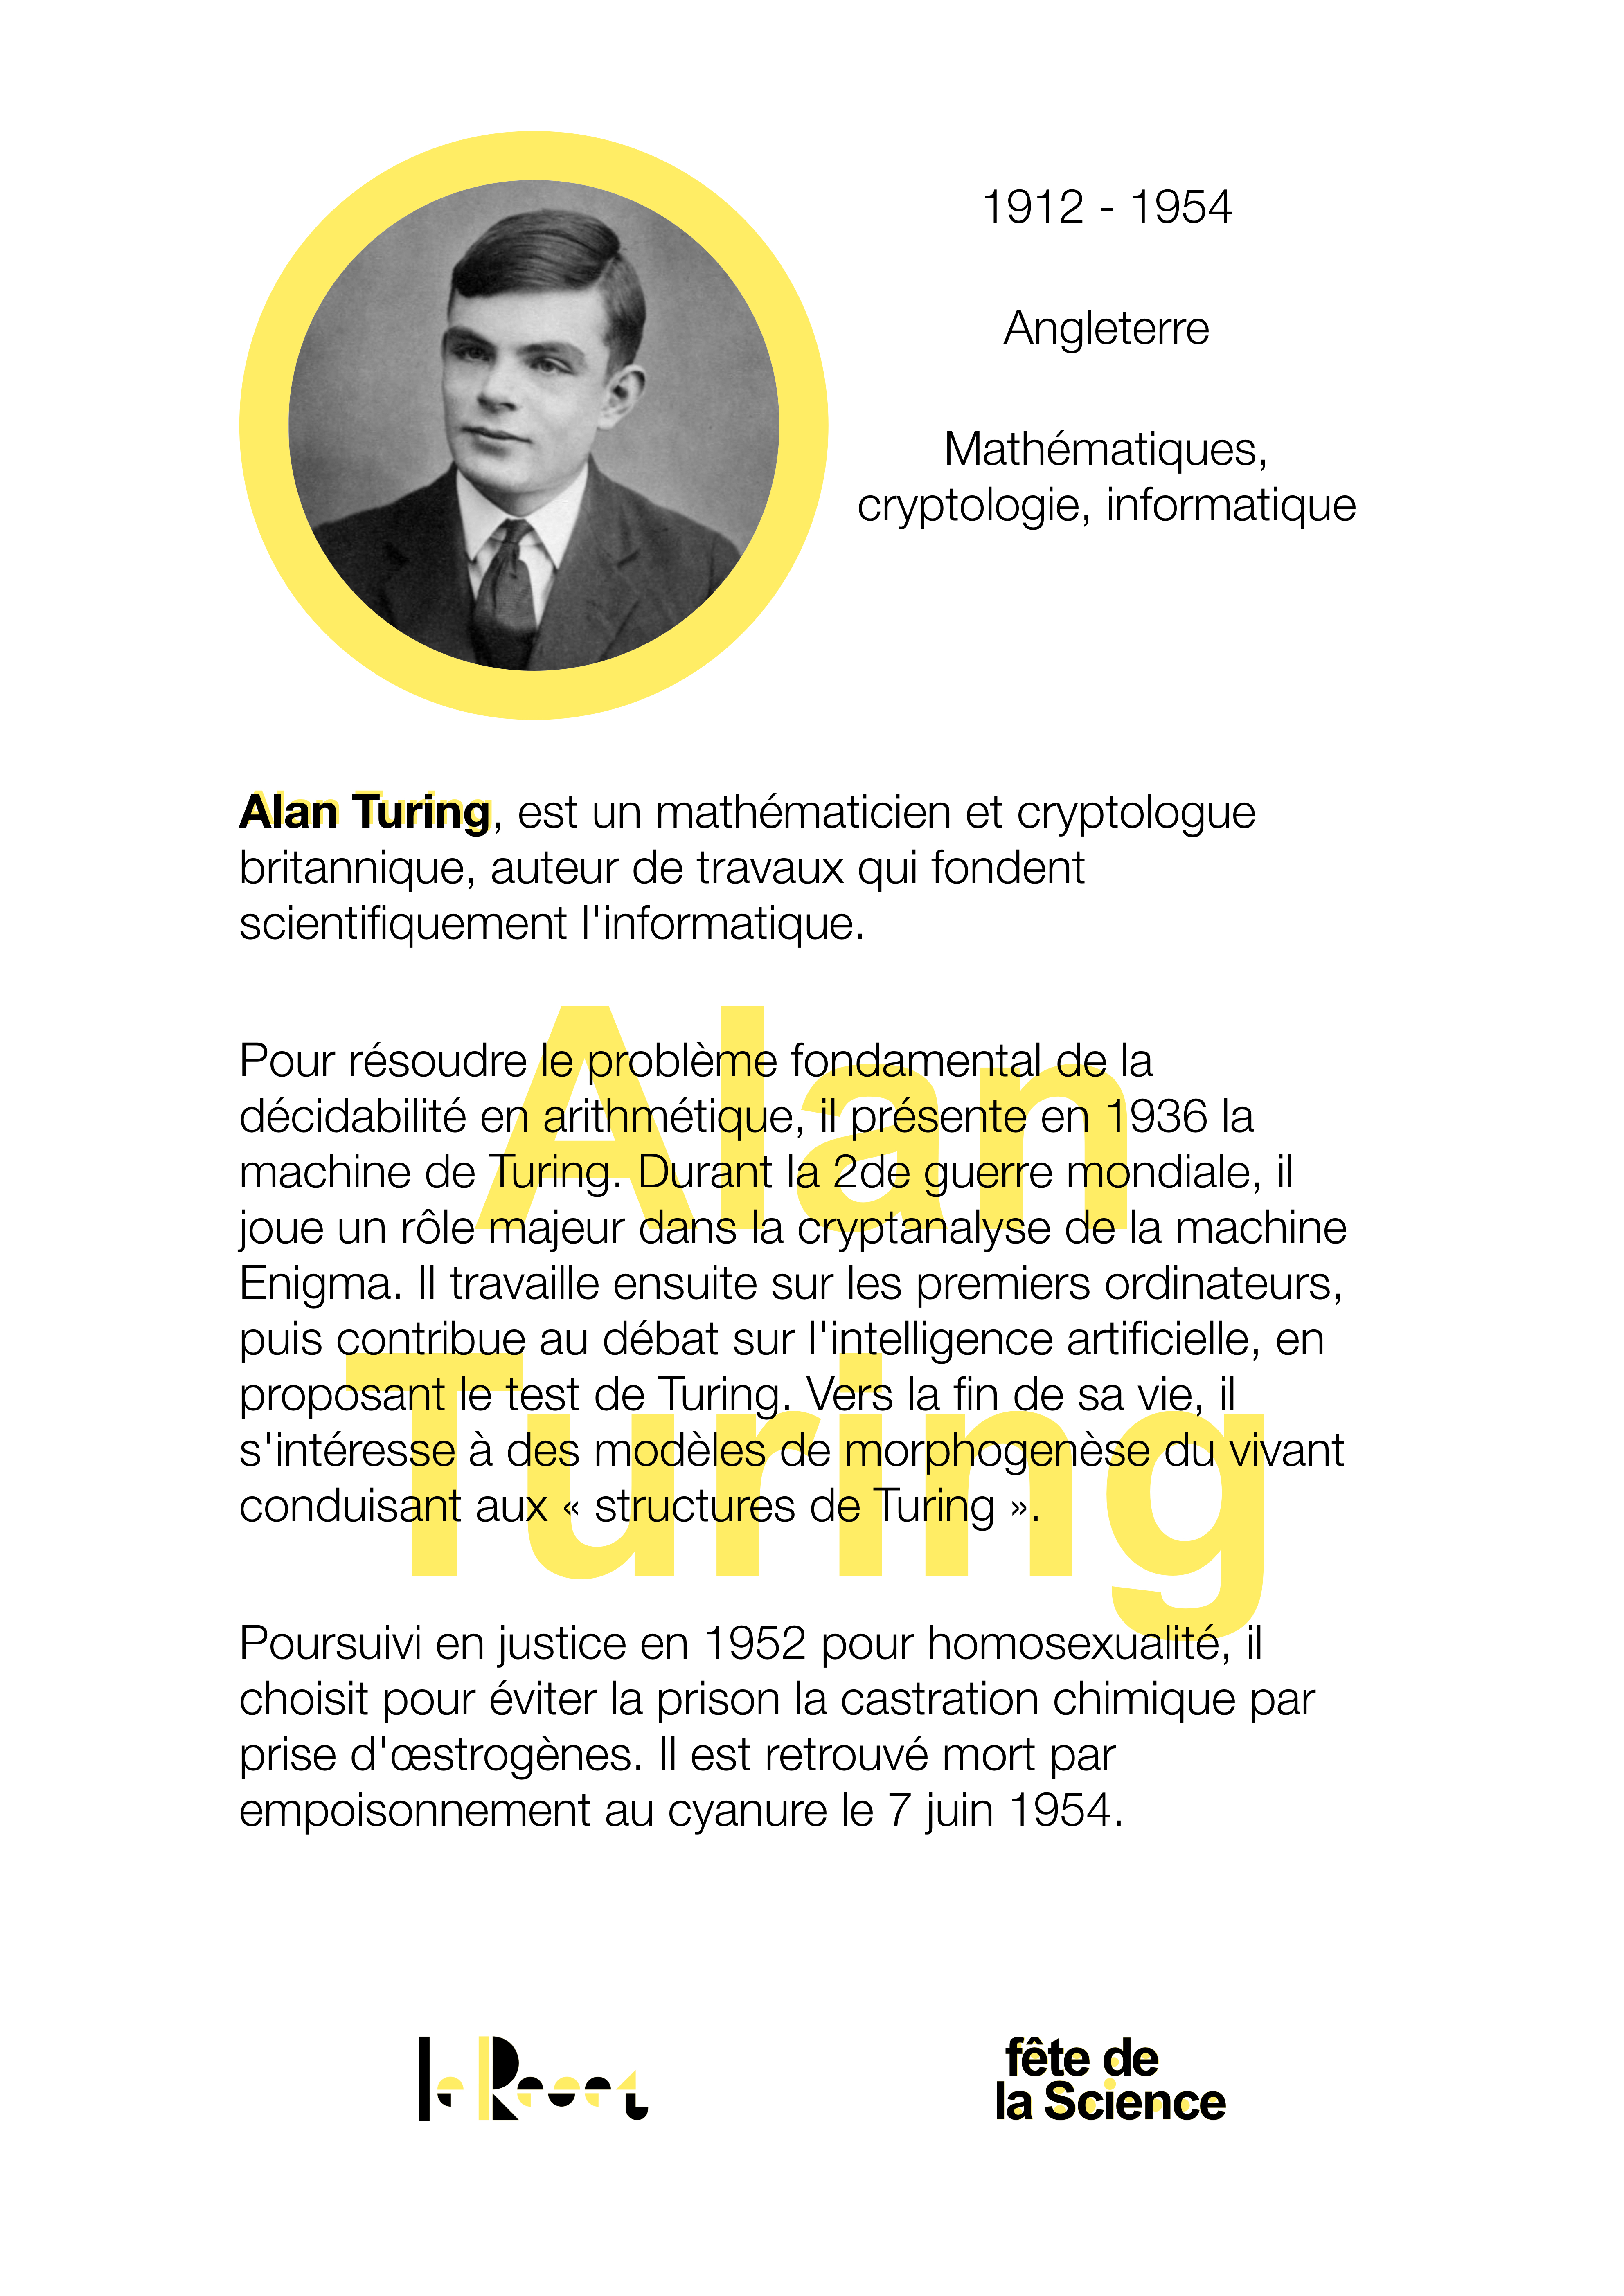 1912 - 1954
Angleterre
Mathématiques,
cryptologie, informatique
Alan Turing, est un mathématicien et cryptologue
britannique, auteur de travaux qui fondent
scientifiquement l'informatique.
Alan
Turing
Pour résoudre le problème fondamental de la
décidabilité en arithmétique, il présente en 1936 la
machine de Turing. Durant la 2de guerre mondiale, il
joue un rôle majeur dans la cryptanalyse de la machine
Enigma. Il travaille ensuite sur les premiers ordinateurs,
puis contribue au débat sur l'intelligence artificielle, en
proposant le test de Turing. Vers la fin de sa vie, il
s'intéresse à des modèles de morphogenèse du vivant
conduisant aux « structures de Turing ».
Poursuivi en justice en 1952 pour homosexualité, il
choisit pour éviter la prison la castration chimique par
prise d'œstrogènes. Il est retrouvé mort par
empoisonnement au cyanure le 7 juin 1954.
le Reset
fête de
la Science